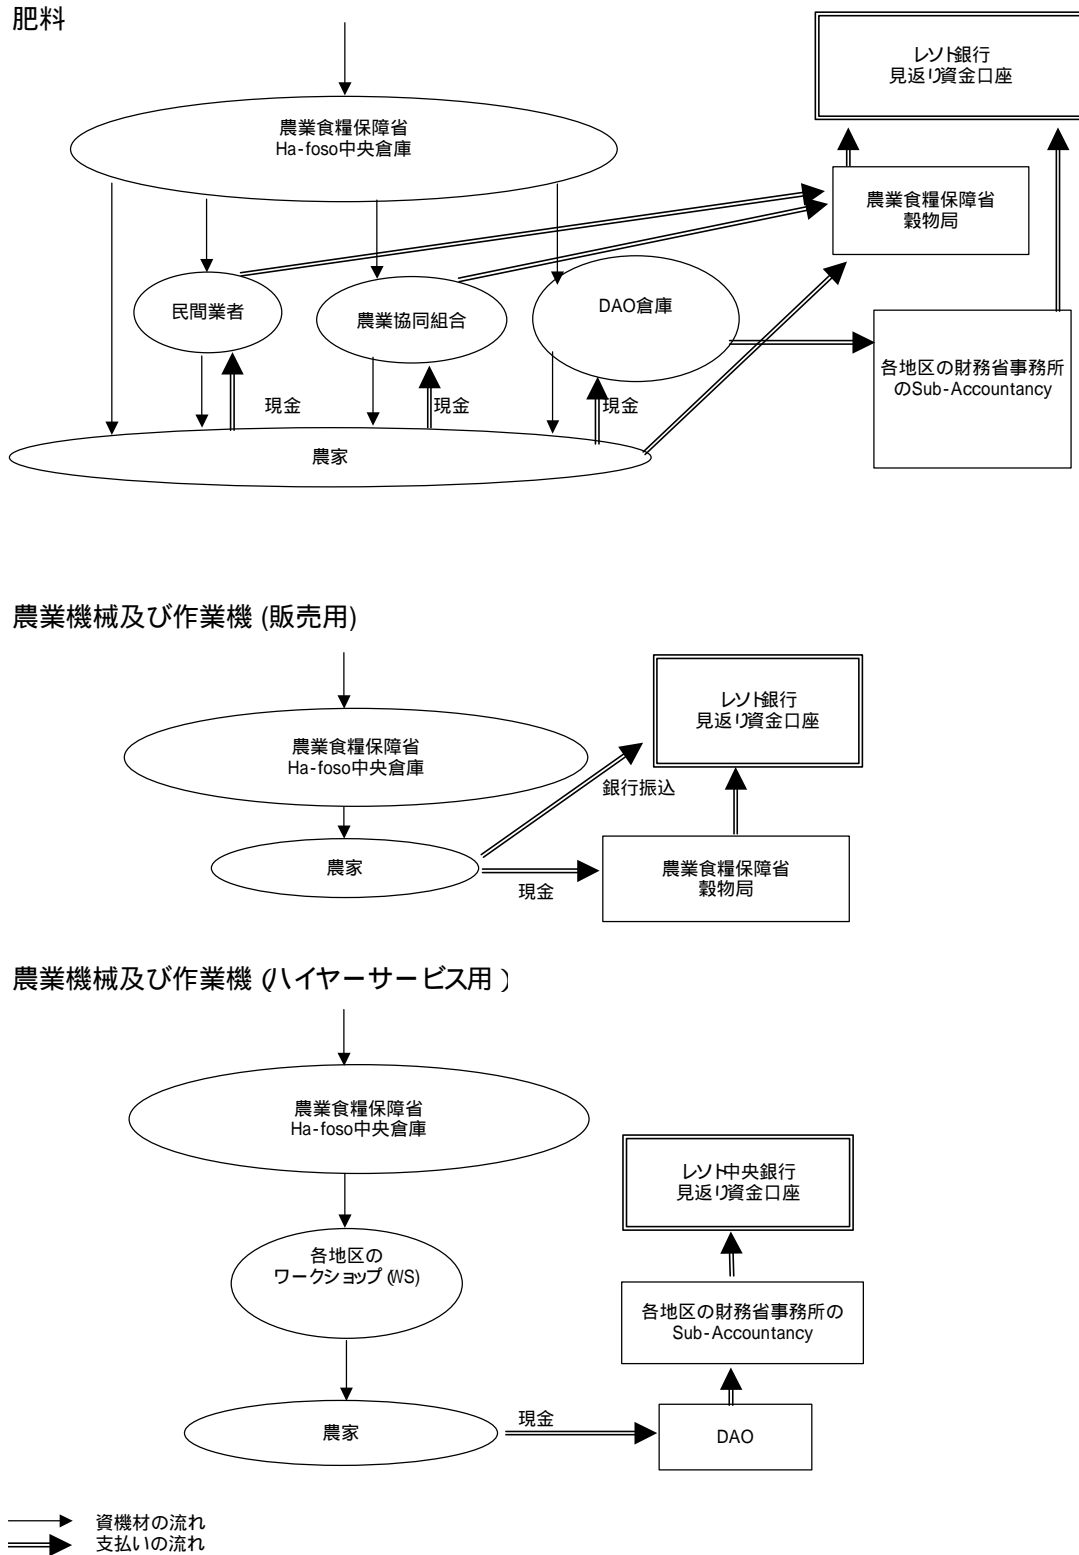 肥料
レソト銀行
見返り資金口座
農業食糧保障省
Ha-foso中央倉庫
農業食糧保障省
穀物局
民間業者
農業協同組合
DAO倉庫
各地区の財務省事務所
のSub-Accountancy
現金
現金
現金
農家
農業機械及び作業機 (販売用)
レソト銀行
見返り資金口座
農業食糧保障省
Ha-foso中央倉庫
銀行振込
農家
現金
農業食糧保障省
穀物局
農業機械及び作業機 (ハイヤーサービス用)
農業食糧保障省
Ha-foso中央倉庫
レソト中央銀行
見返り資金口座
各地区の
ワークショップ (WS)
各地区の財務省事務所の
Sub-Accountancy
農家
現金
DAO
資機材の流れ
支払いの流れ